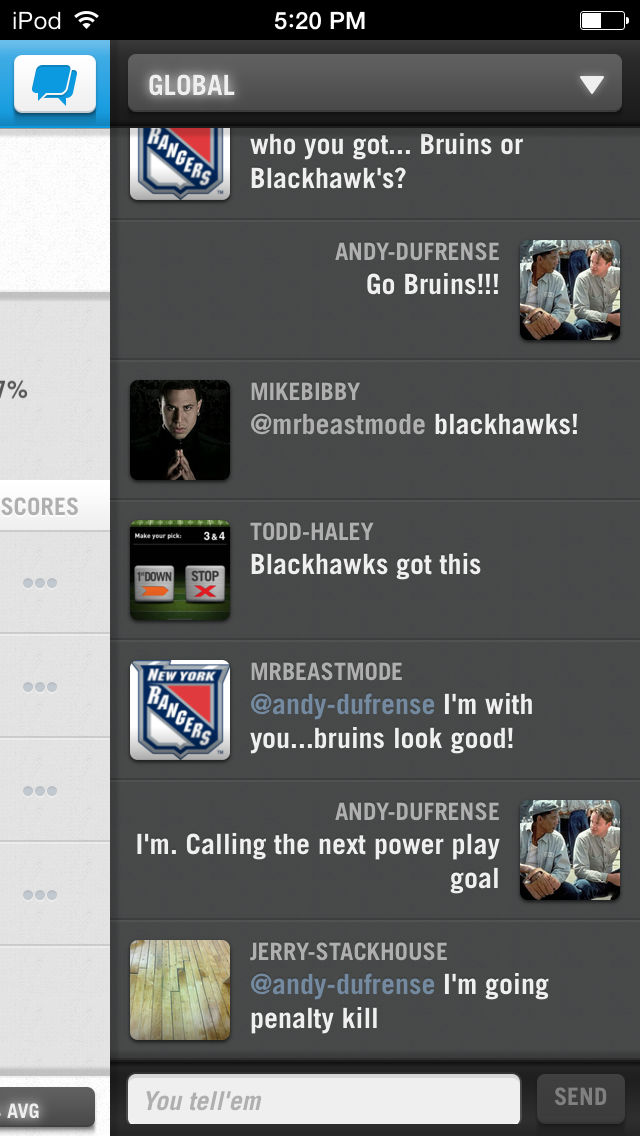 iPod 5:20 PM
GLOBAL
RANGERS
who you got... Bruins or
Blackhawk's?
ANDY-DUFRENSE
Go Bruins!!!
7%
MIKEBIBBY
@mrbeastmode blackhawks!
SCORES
TODD-HALEY
Make your pick: 3 & 4
1st DOWN STOP
Blackhawks got this
MRBEASTMODE
NEW YORK
RANGERS
@andy-dufrense I'm with
you...bruins look good!
ANDY-DUFRENSE
I'm. Calling the next power play
goal
JERRY-STACKHOUSE
@andy-dufrense I'm going
penalty kill
AVG
You tell'em
SEND